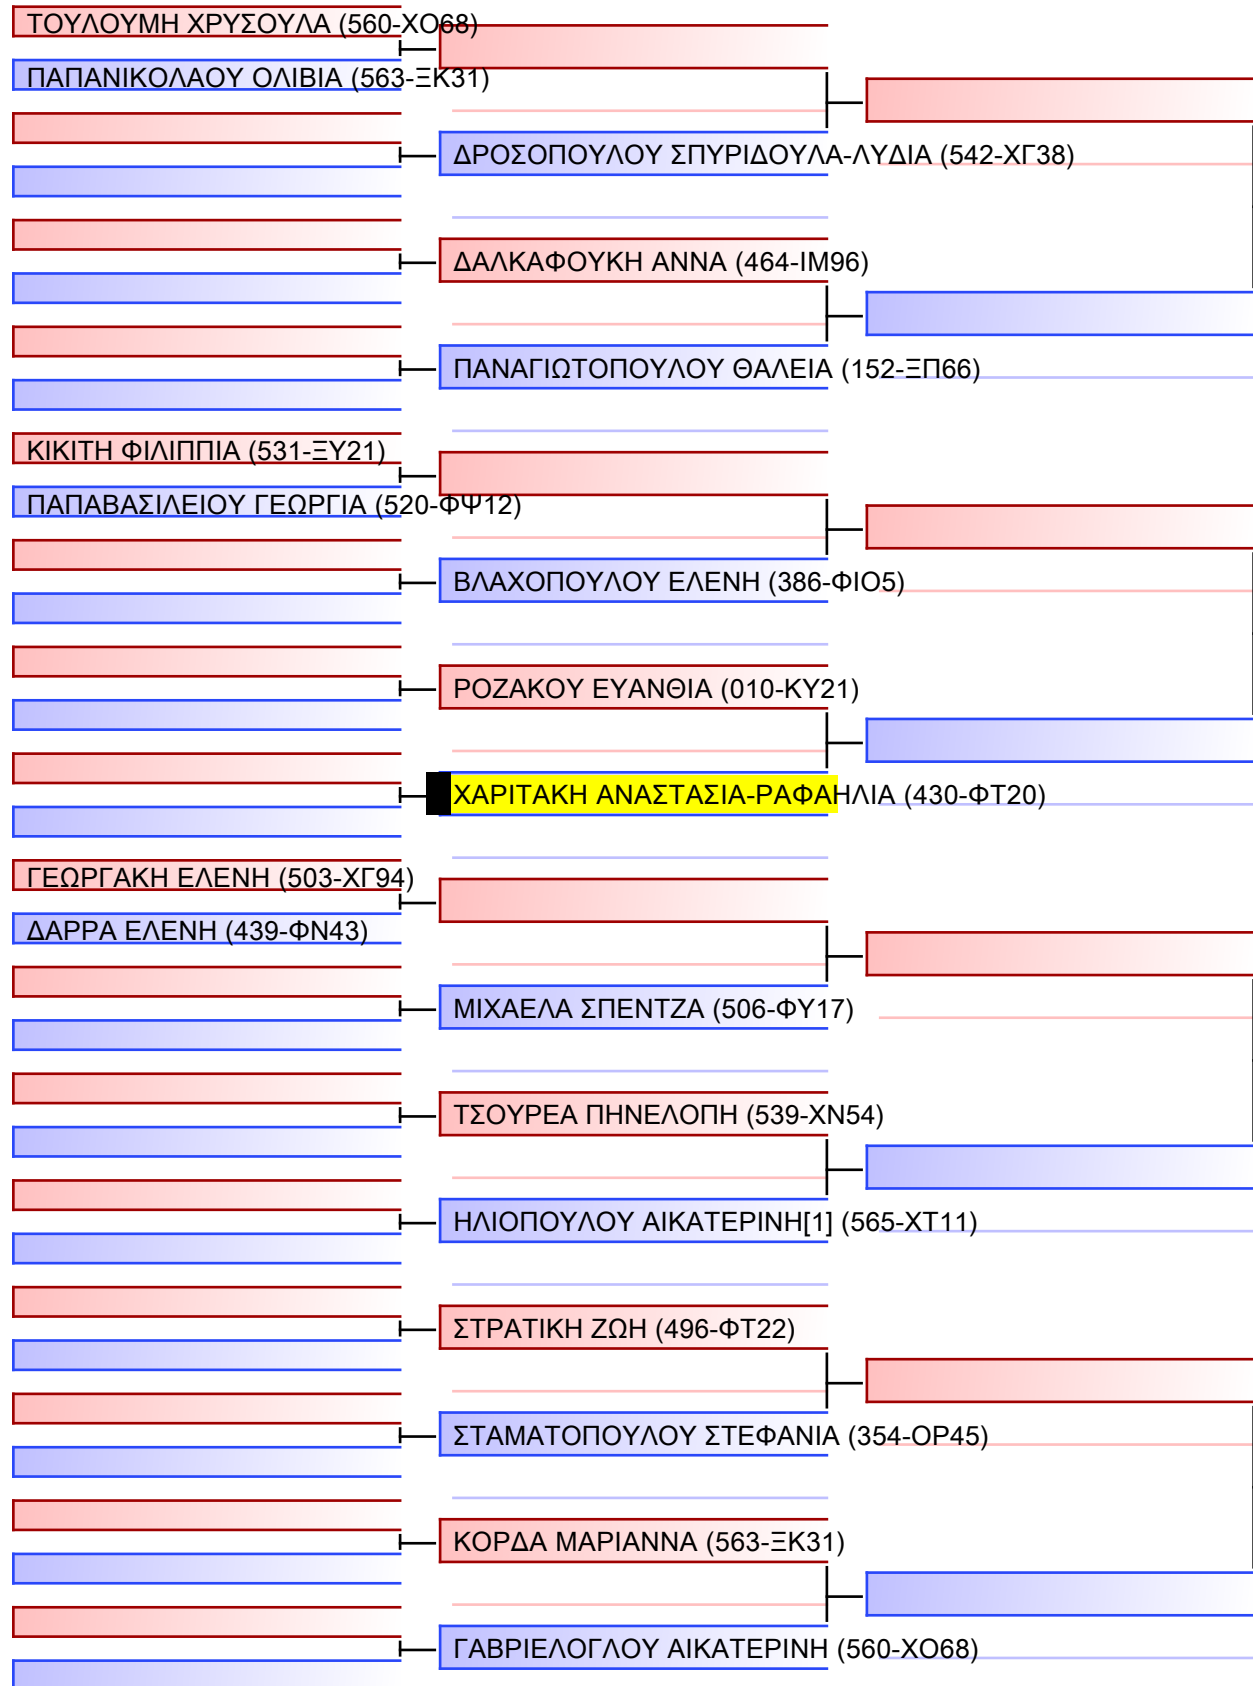 ΤΟΥΛΟΥΜΗ ΧΡΥΣΟΥΛΑ (560-ΧΟ68)
ΠΑΠΑΝΙΚΟΛΑΟΥ ΟΛΙΒΙΑ (563-ΞΚ31)
ΔΡΟΣΟΠΟΥΛΟΥ ΣΠΥΡΙΔΟΥΛΑ-ΛΥΔΙΑ (542-ΧΓ38)
ΔΑΛΚΑΦΟΥΚΗ ΑΝΝΑ (464-ΙΜ96)
ΠΑΝΑΓΙΩΤΟΠΟΥΛΟΥ ΘΑΛΕΙΑ (152-ΞΠ66)
ΚΙΚΙΤΗ ΦΙΛΙΠΠΙΑ (531-ΞΥ21)
ΠΑΠΑΒΑΣΙΛΕΙΟΥ ΓΕΩΡΓΙΑ (520-ΦΨ12)
ΒΛΑΧΟΠΟΥΛΟΥ ΕΛΕΝΗ (386-ΦΙΟ5)
ΡΟΖΑΚΟΥ ΕΥΑΝΘΙΑ (010-ΚΥ21)
ΧΑΡΙΤΑΚΗ ΑΝΑΣΤΑΣΙΑ-ΡΑΦΑΗΛΙΑ (430-ΦΤ20)
ΓΕΩΡΓΑΚΗ ΕΛΕΝΗ (503-ΧΓ94)
ΔΑΡΡΑ ΕΛΕΝΗ (439-ΦΝ43)
ΜΙΧΑΕΛΑ ΣΠΕΝΤΖΑ (506-ΦΥ17)
ΤΣΟΥΡΕΑ ΠΗΝΕΛΟΠΗ (539-ΧΝ54)
ΗΛΙΟΠΟΥΛΟΥ ΑΙΚΑΤΕΡΙΝΗ[1] (565-ΧΤ11)
ΣΤΡΑΤΙΚΗ ΖΩΗ (496-ΦΤ22)
ΣΤΑΜΑΤΟΠΟΥΛΟΥ ΣΤΕΦΑΝΙΑ (354-ΟΡ45)
ΚΟΡΔΑ ΜΑΡΙΑΝΝΑ (563-ΞΚ31)
ΓΑΒΡΙΕΛΟΓΛΟΥ ΑΙΚΑΤΕΡΙΝΗ (560-ΧΟ68)